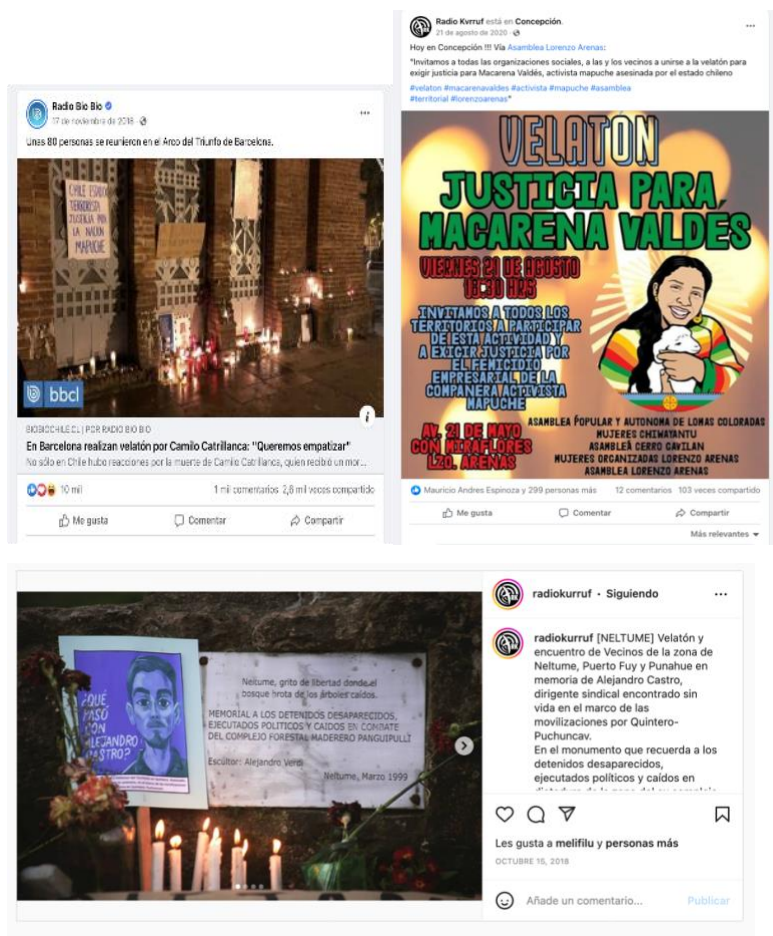 Radio Bio Bio
17 de noviembre de 2018
Unas 80 personas se reunieron en el Arco del Triunfo de Barcelona.
CHILE ESTADO
TERRORISTA
JUSTICIA PARA
LA NACION
MAPUCHE
bbcl
BIOBIOCHILE.CL | POR RADIO BIO BIO
En Barcelona realizan velatón por Camilo Catrillanca: "Queremos empatizar"
No sólo en Chile hubo reacciones por la muerte de Camilo Catrillanca, quien recibió un mor...
10 mil
1 mil comentarios 2,6 mil veces compartido
Me gusta
Comentar
Compartir
Radio Kvrruf está en Concepción.
21 de agosto de 2020
Hoy en Concepción !!! Vía Asamblea Lorenzo Arenas:
"Invitamos a todas las organizaciones sociales, a las y los vecinos a unirse a la velatón para
exigir justicia para Macarena Valdés, activista mapuche asesinada por el estado chileno
#velaton #macarenavaldes #activista #mapuche #asamblea
#territorial #lorenzoarenas"
VELATON
JUSTICIA PARA
MACARENA VALDÉS
VIERNES 21 DE AGOSTO
18:30 HRS
INVITAMOS A TODOS LOS
TERRITORIOS A PARTICIPAR
DE ESTA ACTIVIDAD Y
A EXIGIR JUSTICIA POR
EL FEMICIDIO
EMPRESARIAL DE LA
COMPAÑERA ACTIVISTA
MAPUCHE
AV. 21 DE MAYO
CON MIRAFLORES
LZO. ARENAS
ASAMBLEA POPULAR Y AUTONOMA DE LOMAS COLORADAS
MUJERES CHIWAYANTU
ASAMBLEA CERRO GAVILAN
MUJERES ORGANIZADAS LORENZO ARENAS
ASAMBLEA LORENZO ARENAS
Mauricio Andres Espinoza y 299 personas más
12 comentarios 103 veces compartido
Me gusta
Comentar
Compartir
Más relevantes
¿QUÉ
PASÓ
CON
ALEJANDRO
CASTRO?
Neltume, grito de libertad donde el
bosque brota de los árboles caídos.
MEMORIAL A LOS DETENIDOS DESAPARECIDOS,
EJECUTADOS POLITICOS Y CAIDOS EN COMBATE
DEL COMPLEJO FORESTAL MADERERO PANGUIPULLI
Escultor: Alejandro Verdi
Neltume, Marzo 1999
radiokurruf • Siguiendo
radiokurruf [NELTUME] Velatón y
encuentro de Vecinos de la zona de
Neltume, Puerto Fuy y Punahue en
memoria de Alejandro Castro,
dirigente sindical encontrado sin
vida en el marco de las
movilizaciones por Quintero-
Puchuncav.
En el monumento que recuerda a los
detenidos desaparecidos,
ejecutados políticos y caídos en
Les gusta a melifilu y personas más
OCTUBRE 15, 2018
Añade un comentario...
Publicar